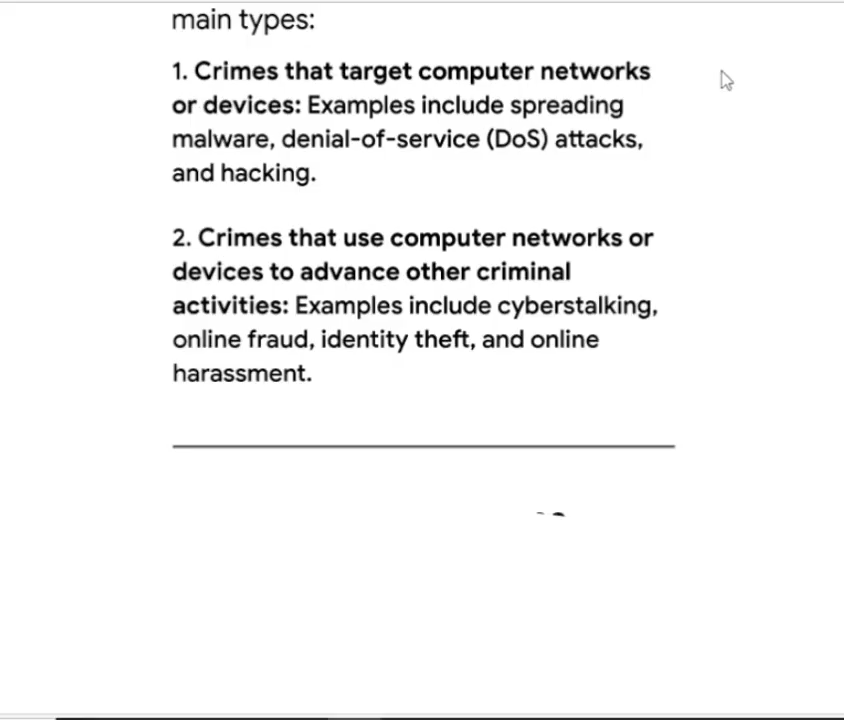 main types:
1. Crimes that target computer networks
or devices: Examples include spreading
malware, denial-of-service (DoS) attacks,
and hacking.
2. Crimes that use computer networks or
devices to advance other criminal
activities: Examples include cyberstalking,
online fraud, identity theft, and online
harassment.